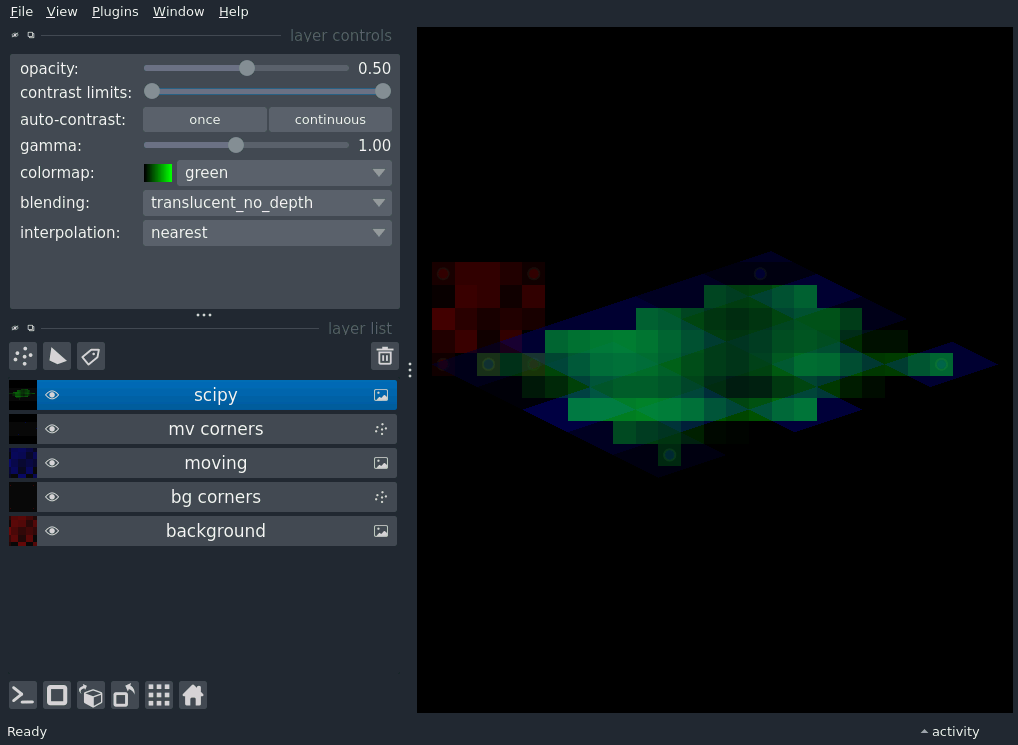 File View Plugins Window Help
layer controls
opacity: 0.50
contrast limits:
auto-contrast: once continuous
gamma: 1.00
colormap: green
blending: translucent_no_depth
interpolation: nearest
layer list
scipy
mv corners
moving
bg corners
background
Ready activity